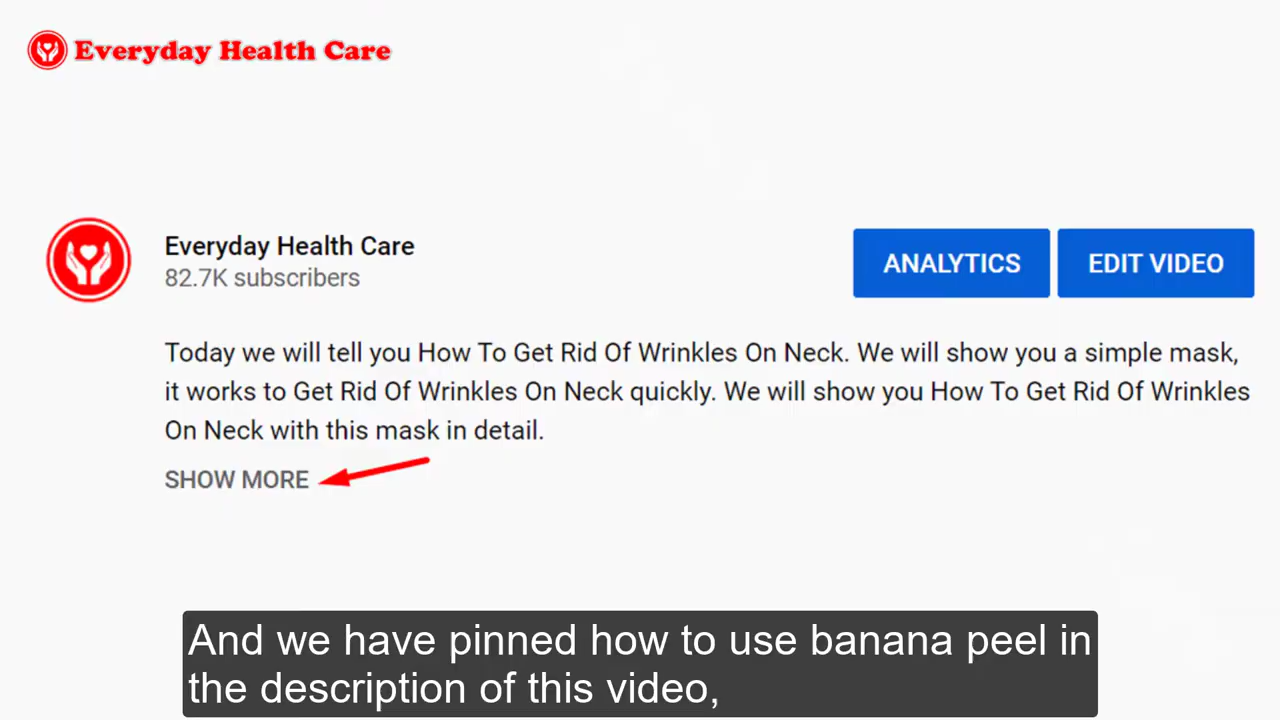 Everyday Health Care
Everyday Health Care
82.7K subscribers
ANALYTICS
EDIT VIDEO
Today we will tell you How To Get Rid Of Wrinkles On Neck. We will show you a simple mask,
it works to Get Rid Of Wrinkles On Neck quickly. We will show you How To Get Rid Of Wrinkles
On Neck with this mask in detail.
SHOW MORE
And we have pinned how to use banana peel in
the description of this video,